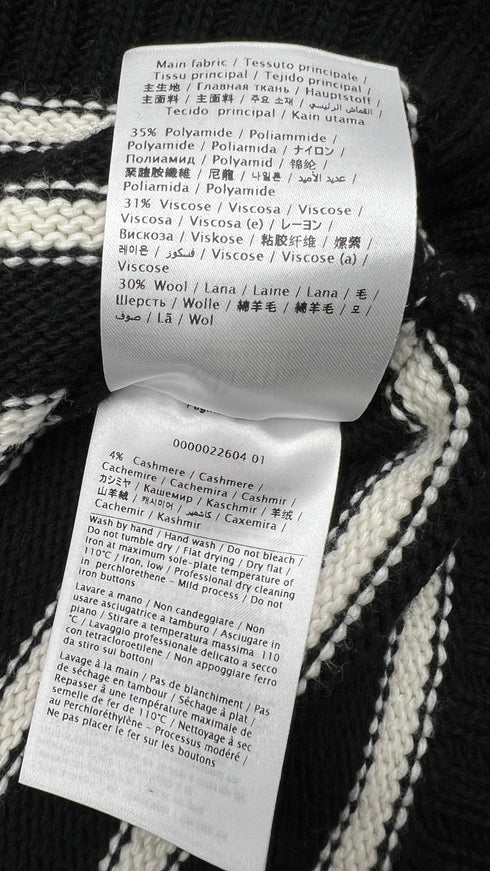 Main fabric / Tessuto principale /
Tissu principal / Tejido principal /
主生地 / Главная ткань / Hauptstoff /
主面料 / 主面料 / 주요 소재 / القماش الرئيسي /
Tecido principal / Kain utama
35% Polyamide / Poliammide /
Polyamide / Poliamida / ナイロン /
Полиамид / Polyamid / 锦纶 /
聚醯胺纖維 / 尼龍 / 나일론 / عديد الأميد /
Poliamida / Polyamide
31% Viscose / Viscosa / Viscose /
Viscosa / Viscosa (e) / レーヨン /
Вискоза / Viskose / 粘胶纤维 / 嫘縈 /
레이온 / فسكوز / Viscose / Viscose (a) /
Viscose
30% Wool / Lana / Laine / Lana / 毛 /
Шерсть / Wolle / 綿羊毛 / 綿羊毛 / 모 /
صوف / Lã / Wol
0000022604 01
4% Cashmere / Cashmere /
Cachemire / Cachemira / Cashmir /
カシミヤ / Кашемир / Kaschmir / 羊绒 /
山羊絨 / 캐시미어 / كاشمير / Caxemira /
Cachemir / Kashmir
Wash by hand / Hand wash / Do not bleach /
Do not tumble dry / Flat drying / Dry flat /
Iron at maximum sole-plate temperature of
110°C / Iron, low / Professional dry cleaning
in perchlorethene - Mild process / Do not
iron buttons
Lavare a mano / Non candeggiare / Non
asciugare asciugatrice a tamburo / Asciugare in
piano / Stirare a temperatura massima 110
°C / Lavaggio professionale delicato a secco
con tetracloroetilene / Non appoggiare ferro
da stiro sui bottoni
Lavage à la main / Pas de blanchiment / Pas
de séchage en tambour / Séchage à plat /
Repasser à une température maximale de
semelle de fer de 110°C / Nettoyage à sec
au Perchloréthylène - Processus modéré /
Ne pas placer le fer sur les boutons